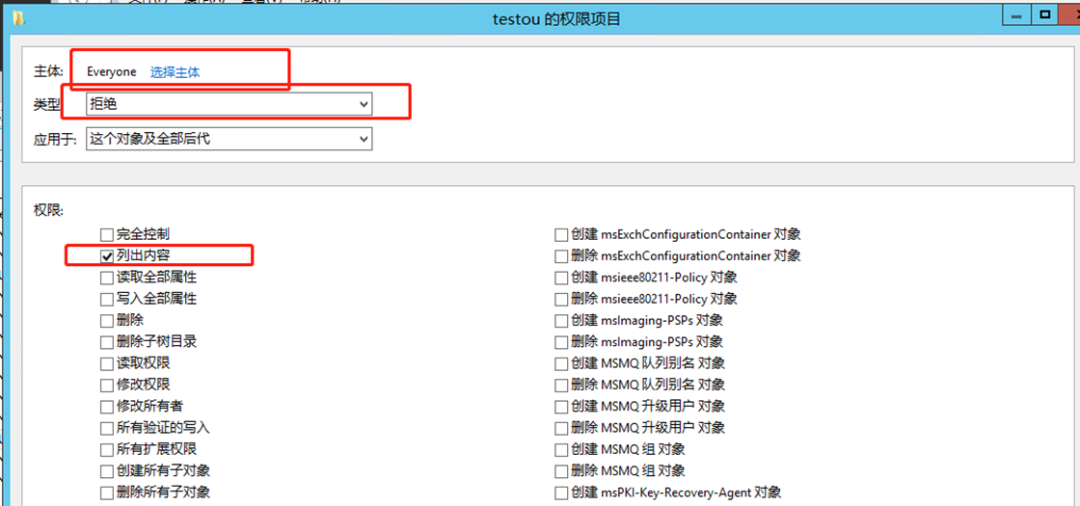 testou 的权限项目
主体: Everyone 选择主体
类型
拒绝
应用于: 这个对象及全部后代
权限:
完全控制
列出内容
读取全部属性
写入全部属性
删除
删除子树目录
读取权限
修改权限
修改所有者
所有验证的写入
所有扩展权限
创建所有子对象
删除所有子对象
创建 msExchConfigurationContainer 对象
删除 msExchConfigurationContainer 对象
创建 msieee80211-Policy 对象
删除 msieee80211-Policy 对象
创建 msImaging-PSPs 对象
删除 msImaging-PSPs 对象
创建 MSMQ 队列别名 对象
删除 MSMQ 队列别名 对象
创建 MSMQ 升级用户 对象
删除 MSMQ 升级用户 对象
创建 MSMQ 组 对象
删除 MSMQ 组 对象
创建 msPKI-Key-Recovery-Agent 对象